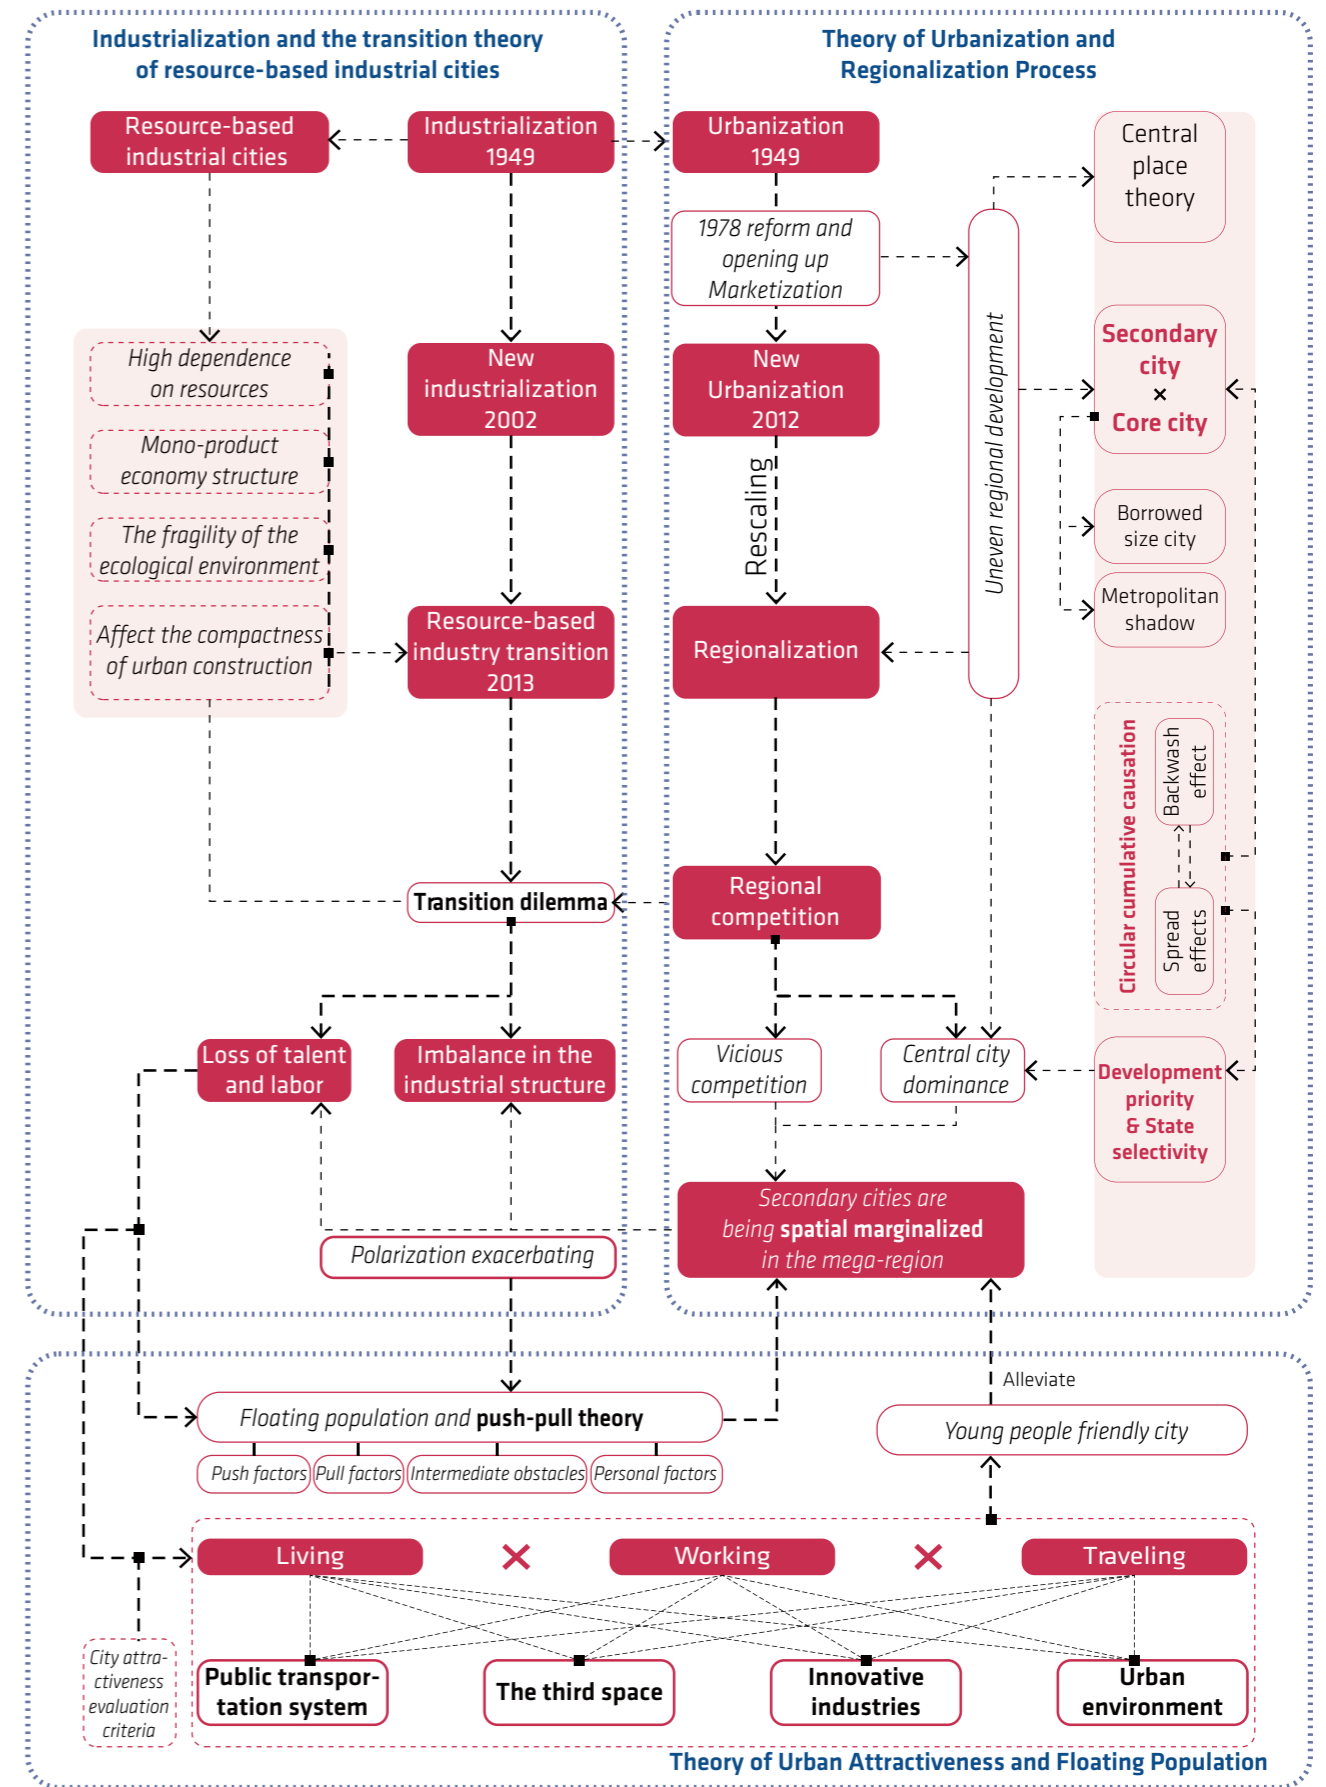 Industrialization and the transition theory
of resource-based industrial cities
Resource-based
industrial cities
Industrialization
1949
High dependence
on resources
Mono-product
economy structure
The fragility of the
ecological environment
Affect the compactness
of urban construction
New
industrialization
2002
Resource-based
industry transition
2013
Transition dilemma
Loss of talent
and labor
Imbalance in the
industrial structure
Polarization exacerbating
Theory of Urbanization and
Regionalization Process
Urbanization
1949
1978 reform and
opening up
Marketization
New
Urbanization
2012
Rescaling
Regionalization
Regional
competition
Vicious
competition
Central city
dominance
Secondary cities are
being spatial marginalized
in the mega-region
Uneven regional development
Central
place
theory
Secondary
city
×
Core city
Borrowed
size city
Metropolitan
shadow
Circular cumulative causation
Backwash
effect
Spread
effects
Development
priority
& State
selectivity
Alleviate
Floating population and push-pull theory
Push factors
Pull factors
Intermediate obstacles
Personal factors
Young people friendly city
Living
×
Working
×
Traveling
City attra-
ctiveness
evaluation
criteria
Public transpor-
tation system
The third space
Innovative
industries
Urban
environment
Theory of Urban Attractiveness and Floating Population